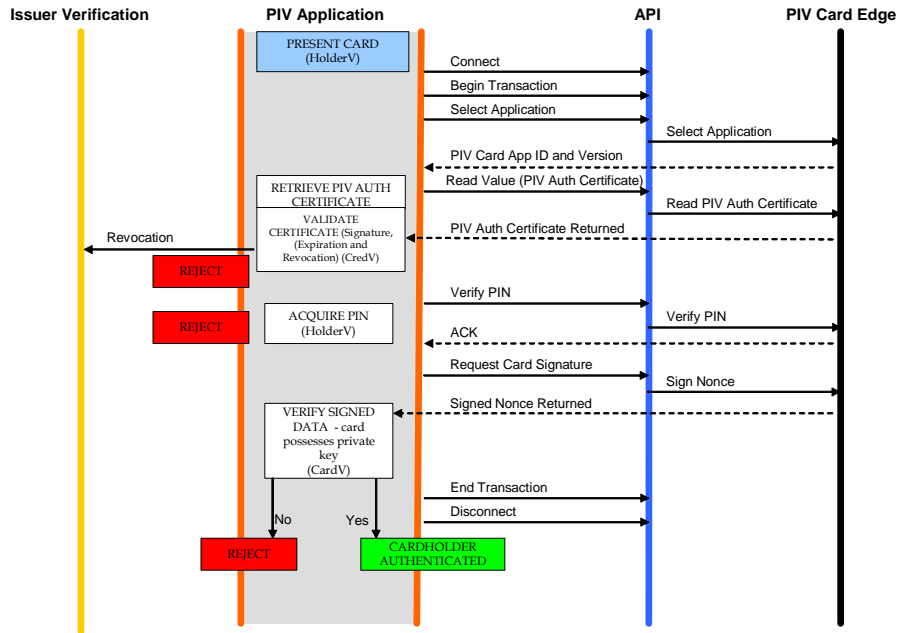 Issuer Verification
PIV Application
API
PIV Card Edge
PRESENT CARD
(HolderV)
Connect
Begin Transaction
Select Application
Select Application
PIV Card App ID and Version
Read Value (PIV Auth Certificate)
RETRIEVE PIV AUTH
CERTIFICATE
Read PIV Auth Certificate
VALIDATE
CERTIFICATE (Signature,
(Expiration and
Revocation) (CredV)
PIV Auth Certificate Returned
Revocation
REJECT
Verify PIN
ACQUIRE PIN
(HolderV)
REJECT
Verify PIN
ACK
Request Card Signature
Sign Nonce
Signed Nonce Returned
VERIFY SIGNED
DATA - card
possesses private
key
(CardV)
End Transaction
Disconnect
No
Yes
REJECT
CARDHOLDER
AUTHENTICATED